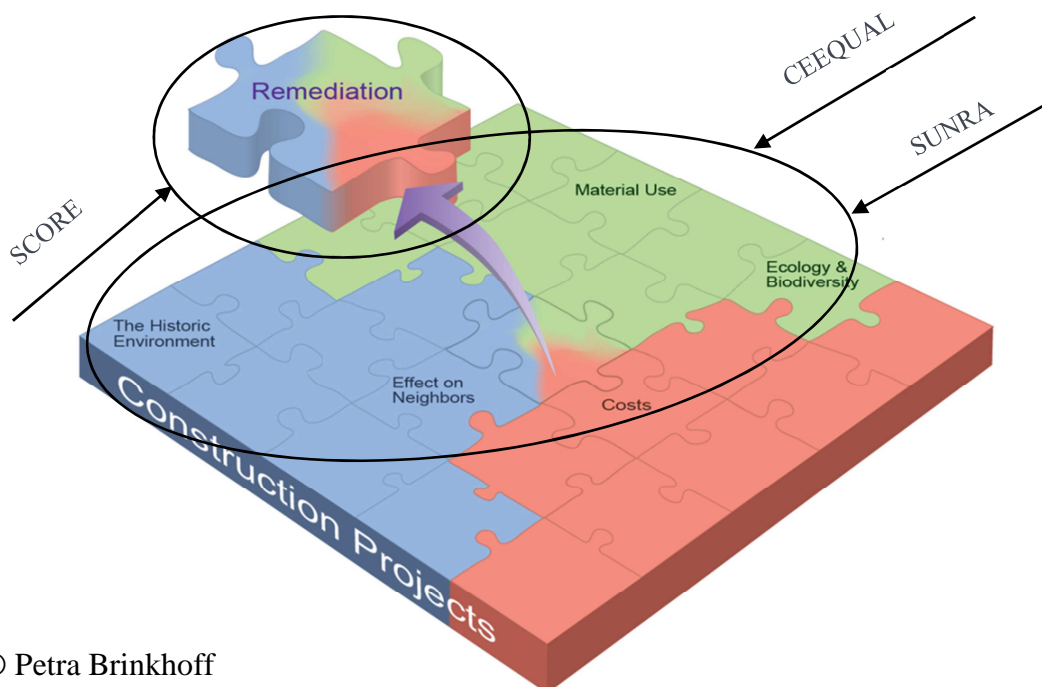 CEEQUAL
SUNRA
SCORE
Remediation
Material Use
Ecology &
Biodiversity
The Historic
Environment
Effect on
Neighbors
Costs
Construction Projects
© Petra Brinkhoff